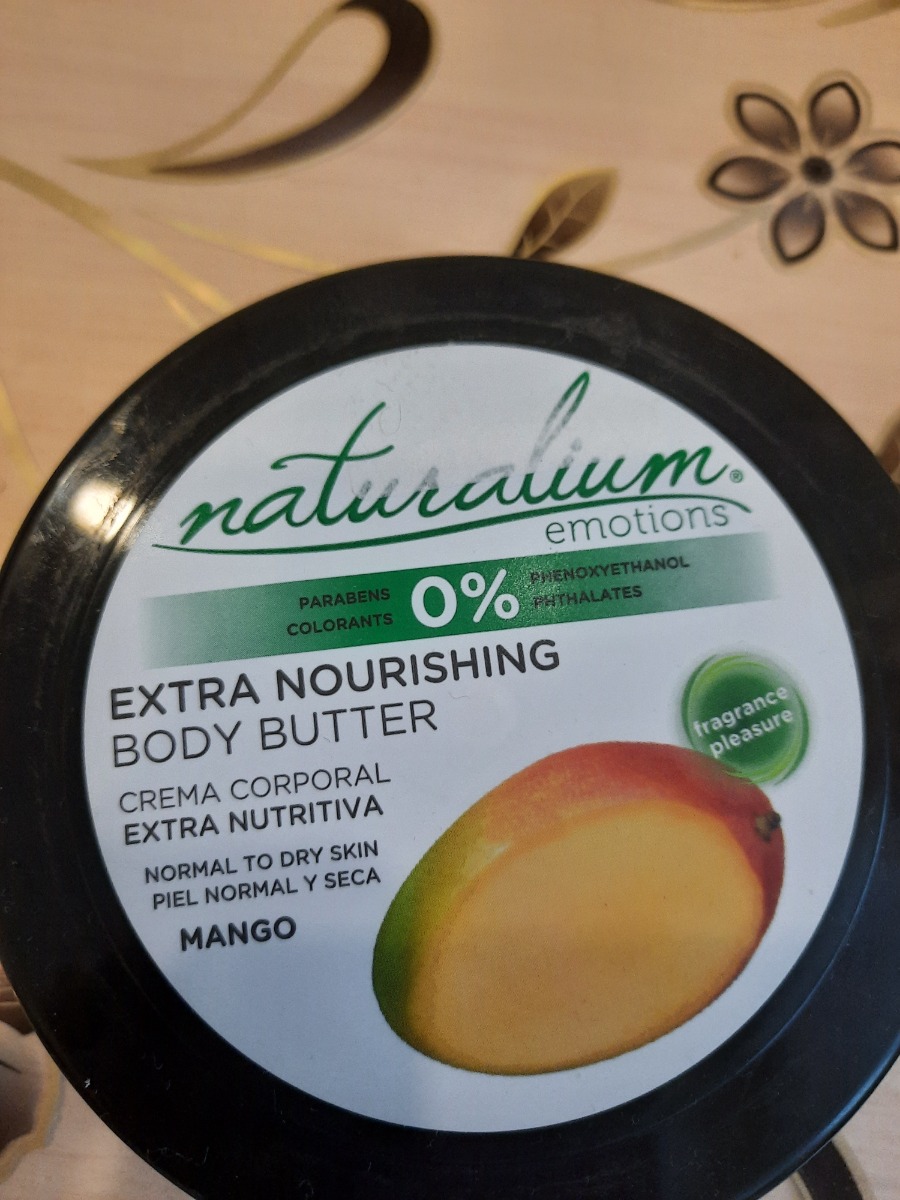 naturalium®
emotions
PARABENS
COLORANTS
0%
PHENOXYETHANOL
PHTHALATES
EXTRA NOURISHING
BODY BUTTER
CREMA CORPORAL
EXTRA NUTRITIVA
NORMAL TO DRY SKIN
PIEL NORMAL Y SECA
MANGO
fragrance
pleasure